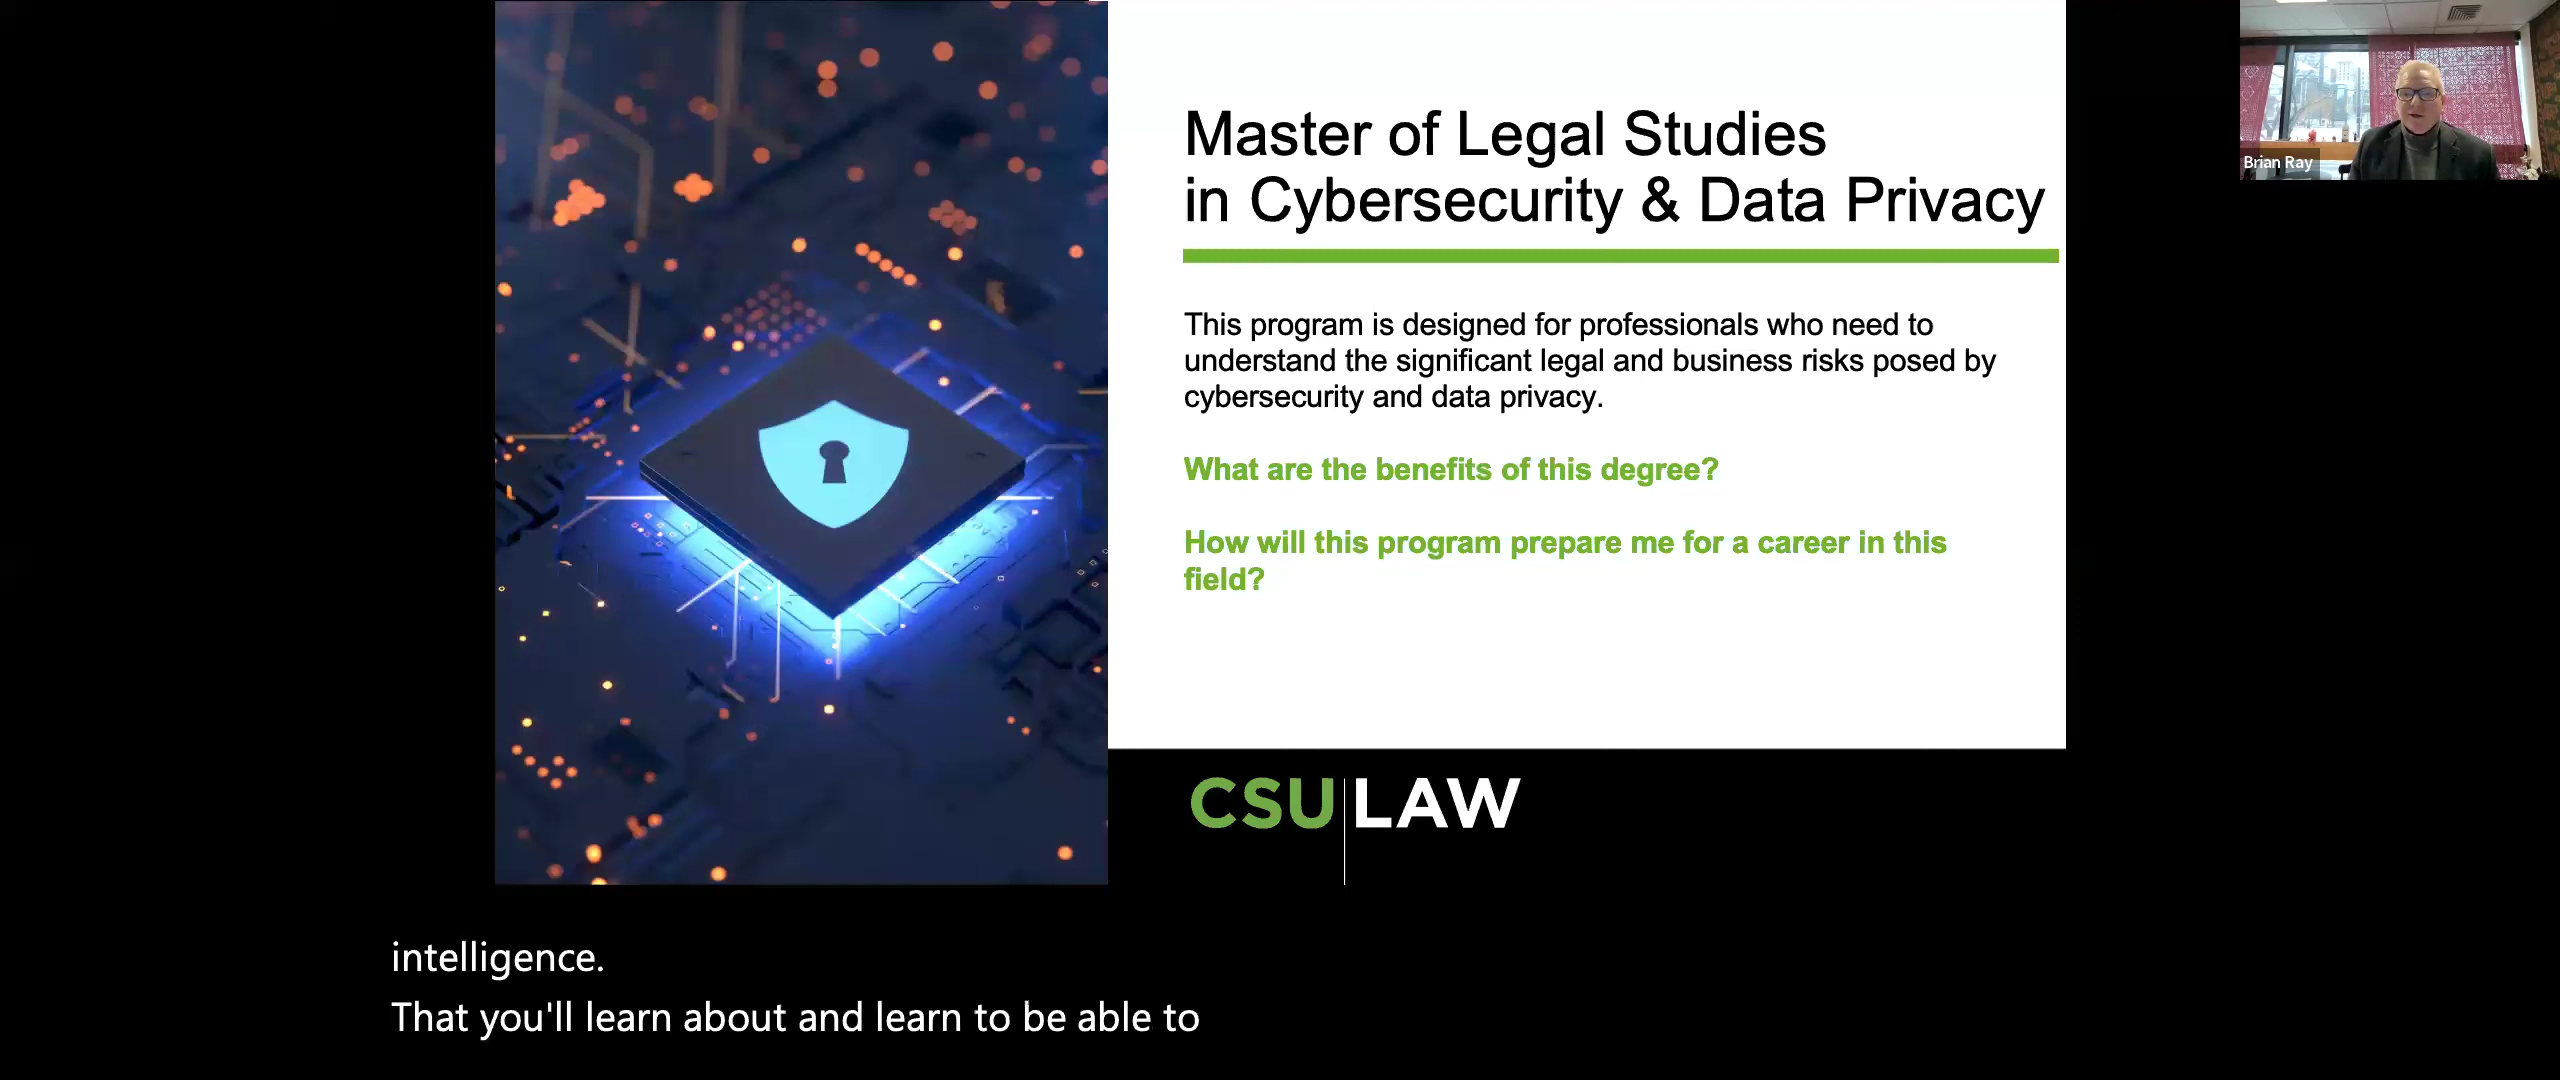 Master of Legal Studies
in Cybersecurity & Data Privacy
This program is designed for professionals who need to
understand the significant legal and business risks posed by
cybersecurity and data privacy.
What are the benefits of this degree?
How will this program prepare me for a career in this
field?
CSU LAW
Brian Ray
intelligence.
That you'll learn about and learn to be able to